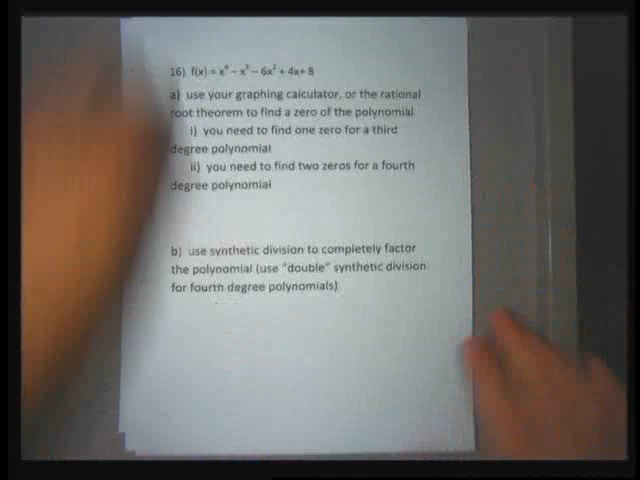 16) f(x) = x⁴ – x³ – 6x² + 4x+ 8
a) use your graphing calculator, or the rational
root theorem to find a zero of the polynomial
i) you need to find one zero for a third
degree polynomial
ii) you need to find two zeros for a fourth
degree polynomial
b) use synthetic division to completely factor
the polynomial (use "double" synthetic division
for fourth degree polynomials)